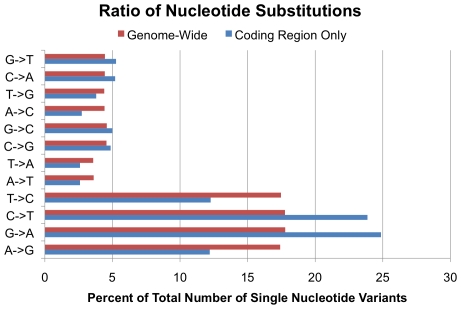 Ratio of Nucleotide Substitutions
Genome-Wide Coding Region Only
G->T
C->A
T->G
A->C
G->C
C->G
T->A
A->T
T->C
C->T
G->A
A->G
0 5 10 15 20 25 30
Percent of Total Number of Single Nucleotide Variants